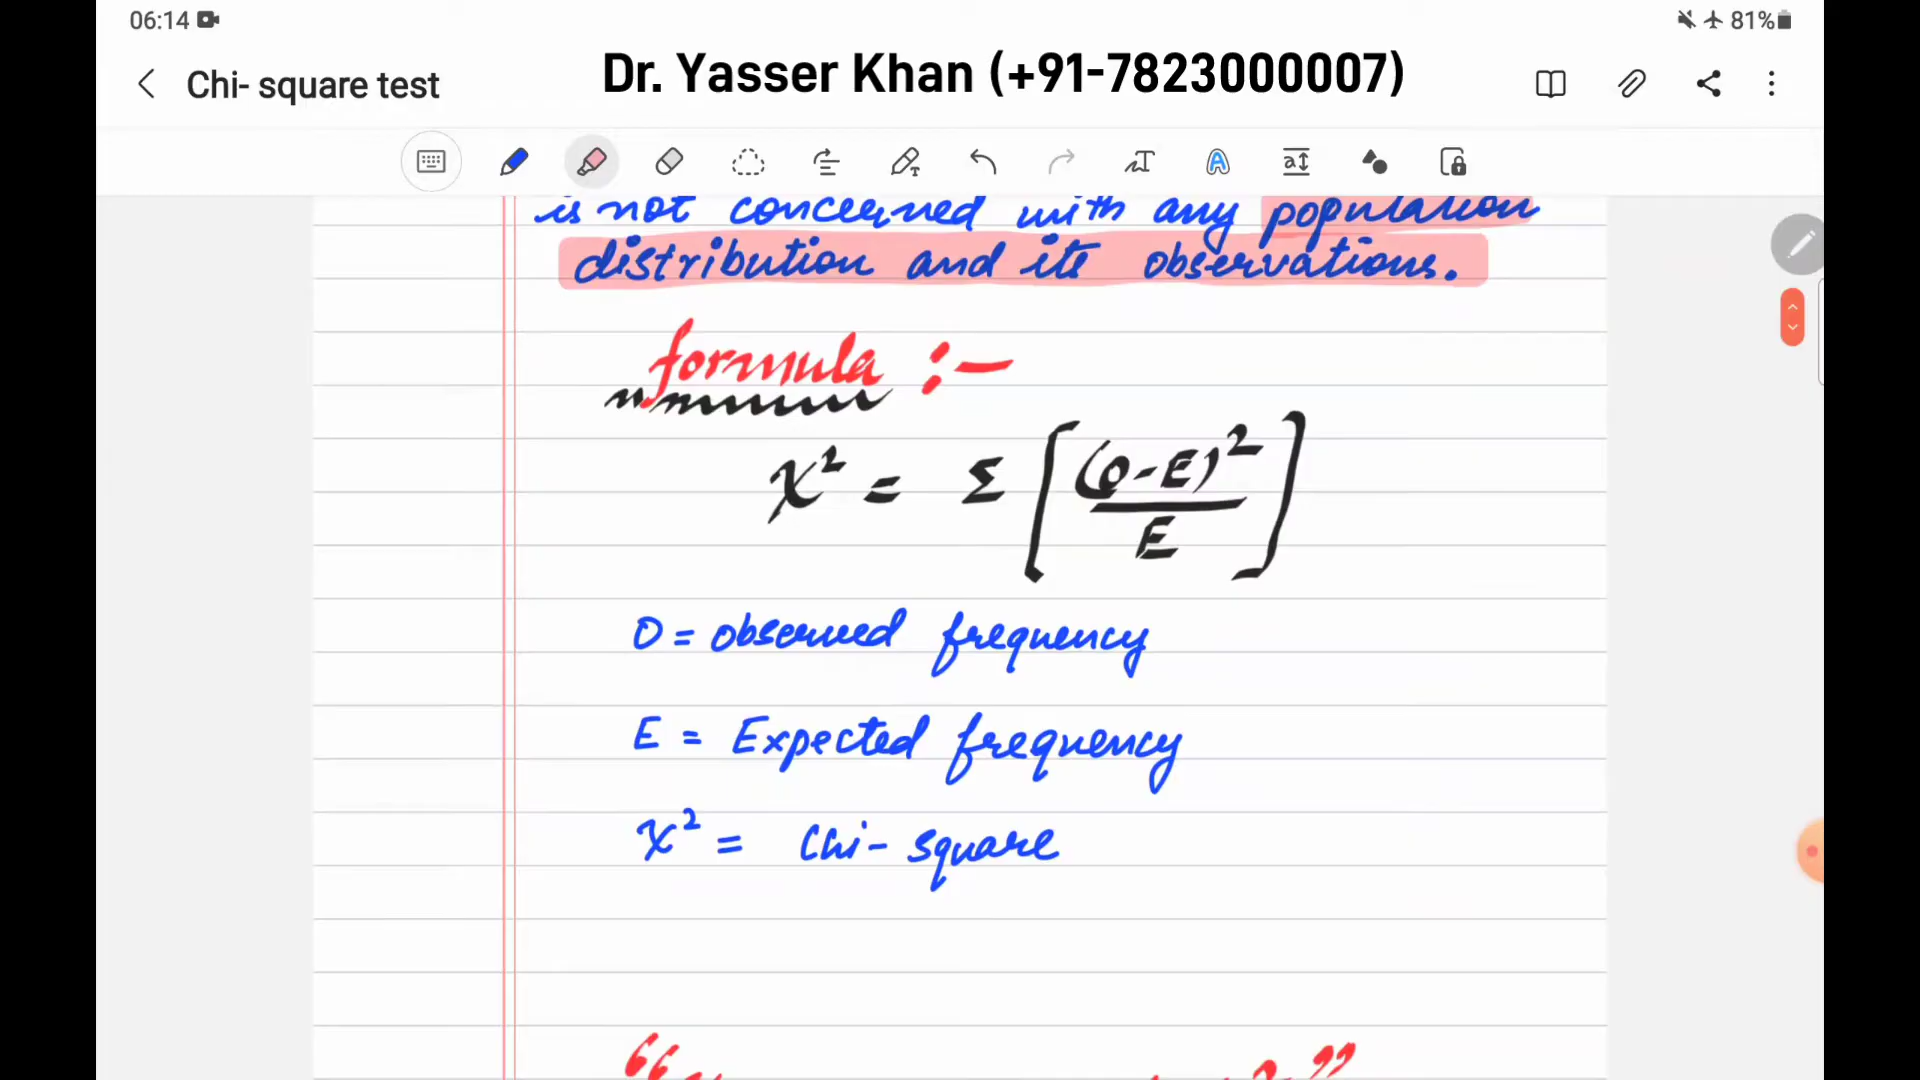 06:14
81%
Chi- square test
Dr. Yasser Khan (+91-7823000007)
is not concerned with any population
distribution and its observations.
formula :-
χ² = Σ [(O-E)²/E]
O = observed frequency
E = Expected frequency
χ² = Chi-square